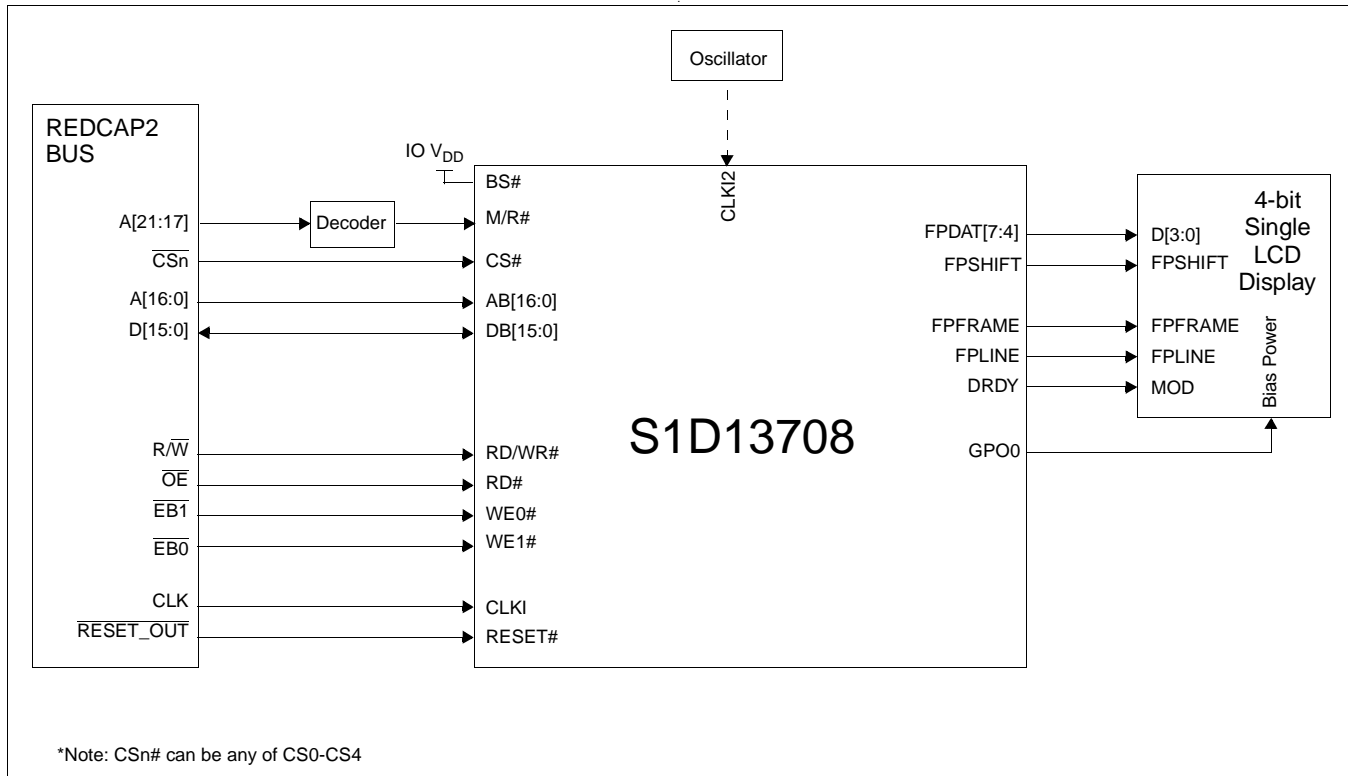 Oscillator
REDCAP2
BUS
IO VDD
BS#
CLKI2
A[21:17]
Decoder
M/R#
CSn
CS#
A[16:0]
AB[16:0]
D[15:0]
DB[15:0]
R/W
RD/WR#
OE
RD#
EB1
WE0#
EB0
WE1#
CLK
CLKI
RESET_OUT
RESET#
S1D13708
FPDAT[7:4]
FPSHIFT
FPFRAME
FPLINE
DRDY
GPO0
4-bit
Single
LCD
Display
D[3:0]
FPSHIFT
FPFRAME
FPLINE
MOD
Bias Power
*Note: CSn# can be any of CS0-CS4